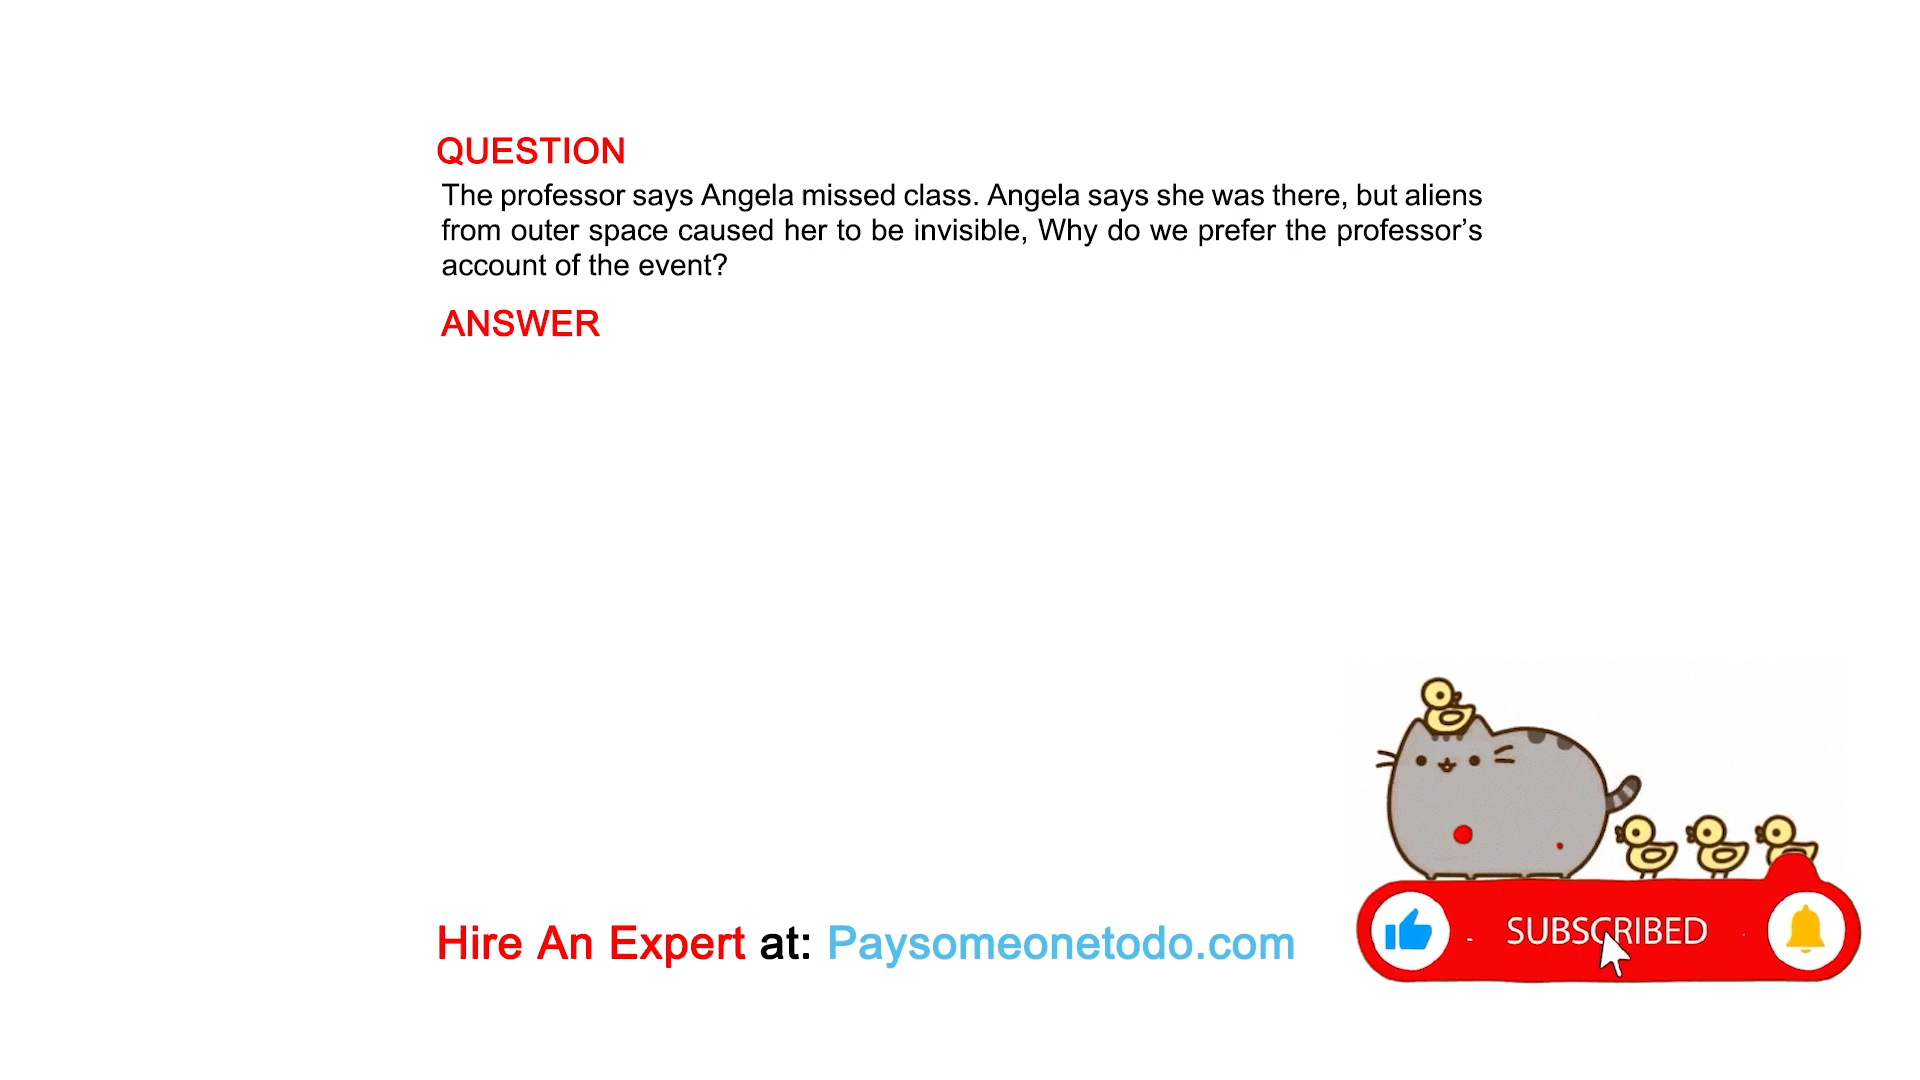 QUESTION
The professor says Angela missed class. Angela says she was there, but aliens
from outer space caused her to be invisible, Why do we prefer the professor’s
account of the event?
ANSWER
Hire An Expert at: Paysomeonetodo.com
SUBSCRIBED